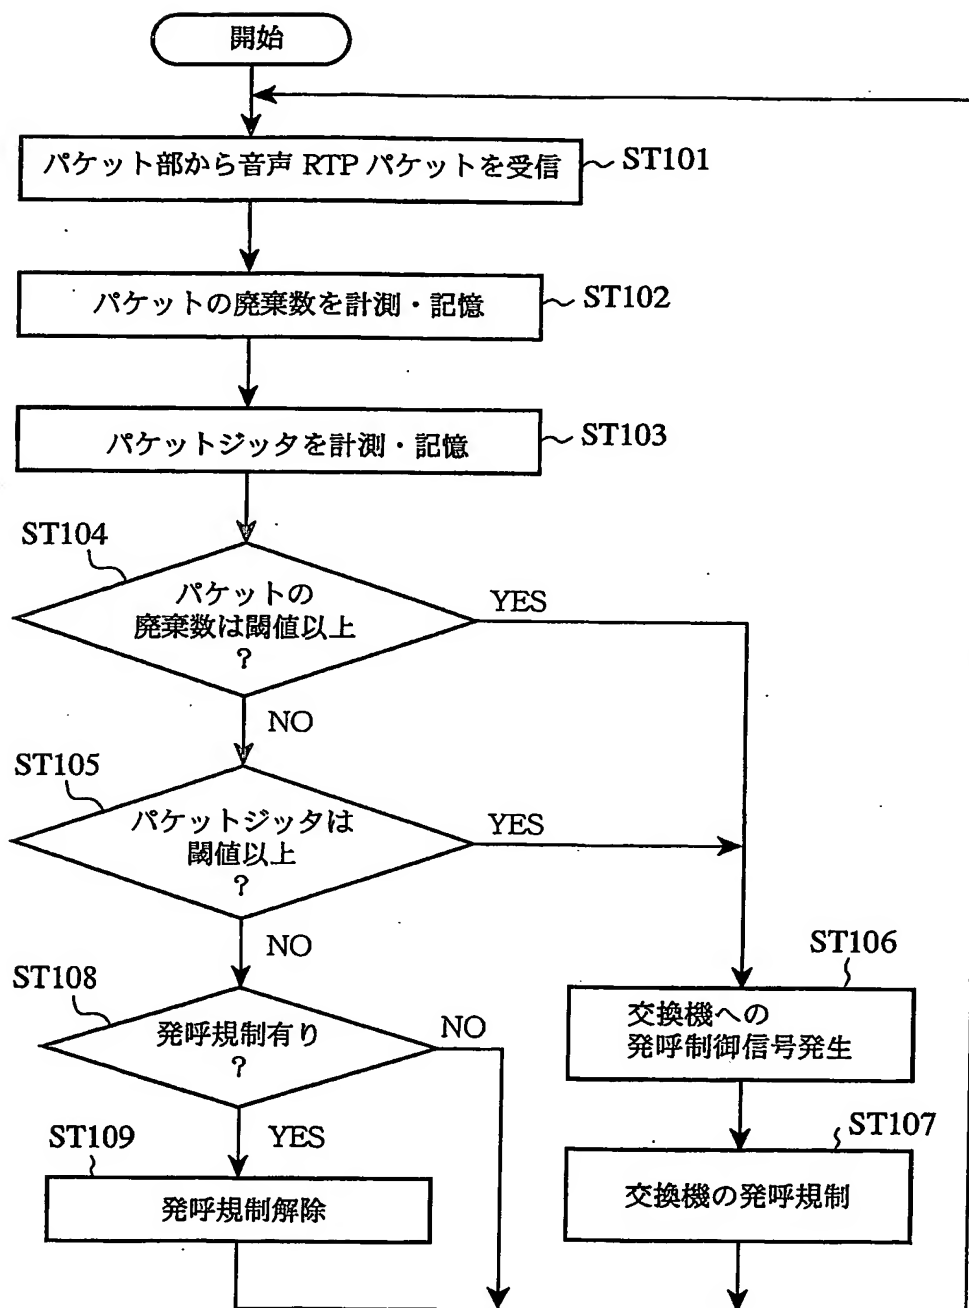 開始
パケット部から音声 RTP パケットを受信
ST101
パケットの廃棄数を計測・記憶
ST102
パケットジッタを計測・記憶
ST103
ST104
パケットの
廃棄数は閾値以上
?
YES
NO
ST105
パケットジッタは
閾値以上
?
YES
NO
ST106
交換機への
発呼制御信号発生
ST108
発呼規制有り
?
NO
YES
ST107
交換機の発呼規制
ST109
発呼規制解除